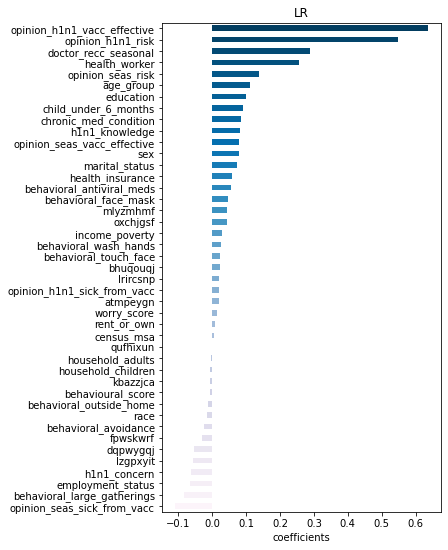 LR
opinion_h1n1_vacc_effective
opinion_h1n1_risk
doctor_recc_seasonal
health_worker
opinion_seas_risk
age_group
education
child_under_6_months
chronic_med_condition
h1n1_knowledge
opinion_seas_vacc_effective
sex
marital_status
health_insurance
behavioral_antiviral_meds
behavioral_face_mask
mlyzmhmf
oxchjgsf
income_poverty
behavioral_wash_hands
behavioral_touch_face
bhuqouqj
lrircsnp
opinion_h1n1_sick_from_vacc
atmpeygn
worry_score
rent_or_own
census_msa
qufhixun
household_adults
household_children
kbazzjca
behavioural_score
behavioral_outside_home
race
behavioral_avoidance
fpwskwrf
dqpwygqj
lzgpxyit
h1n1_concern
employment_status
behavioral_large_gatherings
opinion_seas_sick_from_vacc
−0.1 0.0 0.1 0.2 0.3 0.4 0.5 0.6
coefficients